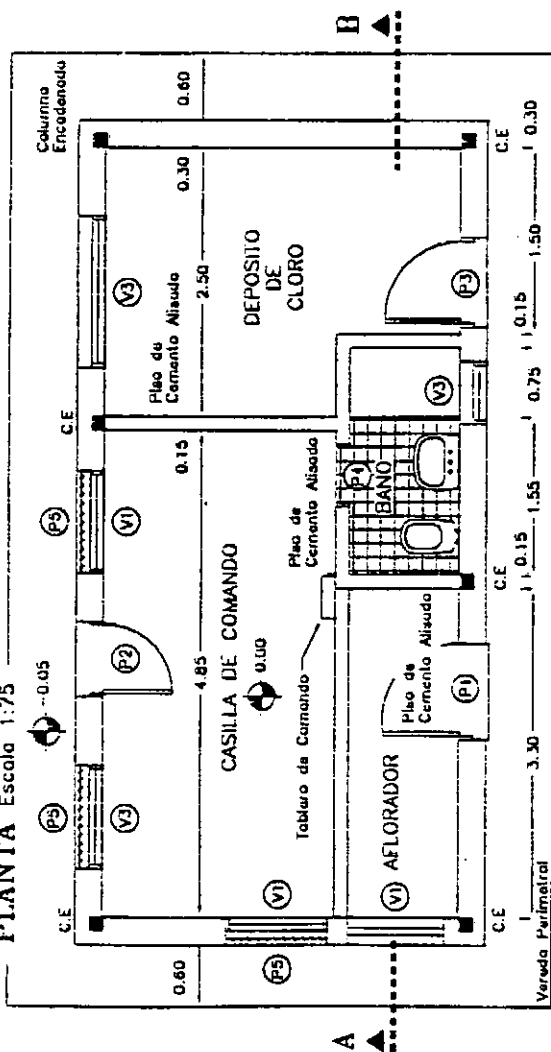 PLANTA Escala 1:75
-0.05
P5
P2
P5
C.E
V3
V1
C.E
V3
Columna
Encadenado
0.60
4.85
0.15
2.50
0.30
0.60
Piso de
Cemento Alisado
CASILLA DE COMANDO
0.00
DEPOSITO
DE
CLORO
Tablero de Comando
Piso de
Cemento Alisado
P5
V1
V1
AFLORADOR
Piso de
Cemento Alisado
P4
BANO
V3
P1
P3
A
B
C.E
C.E
C.E
3.30
0.15
1.55
0.75
0.15
1.50
0.30
Vereda Perimetral